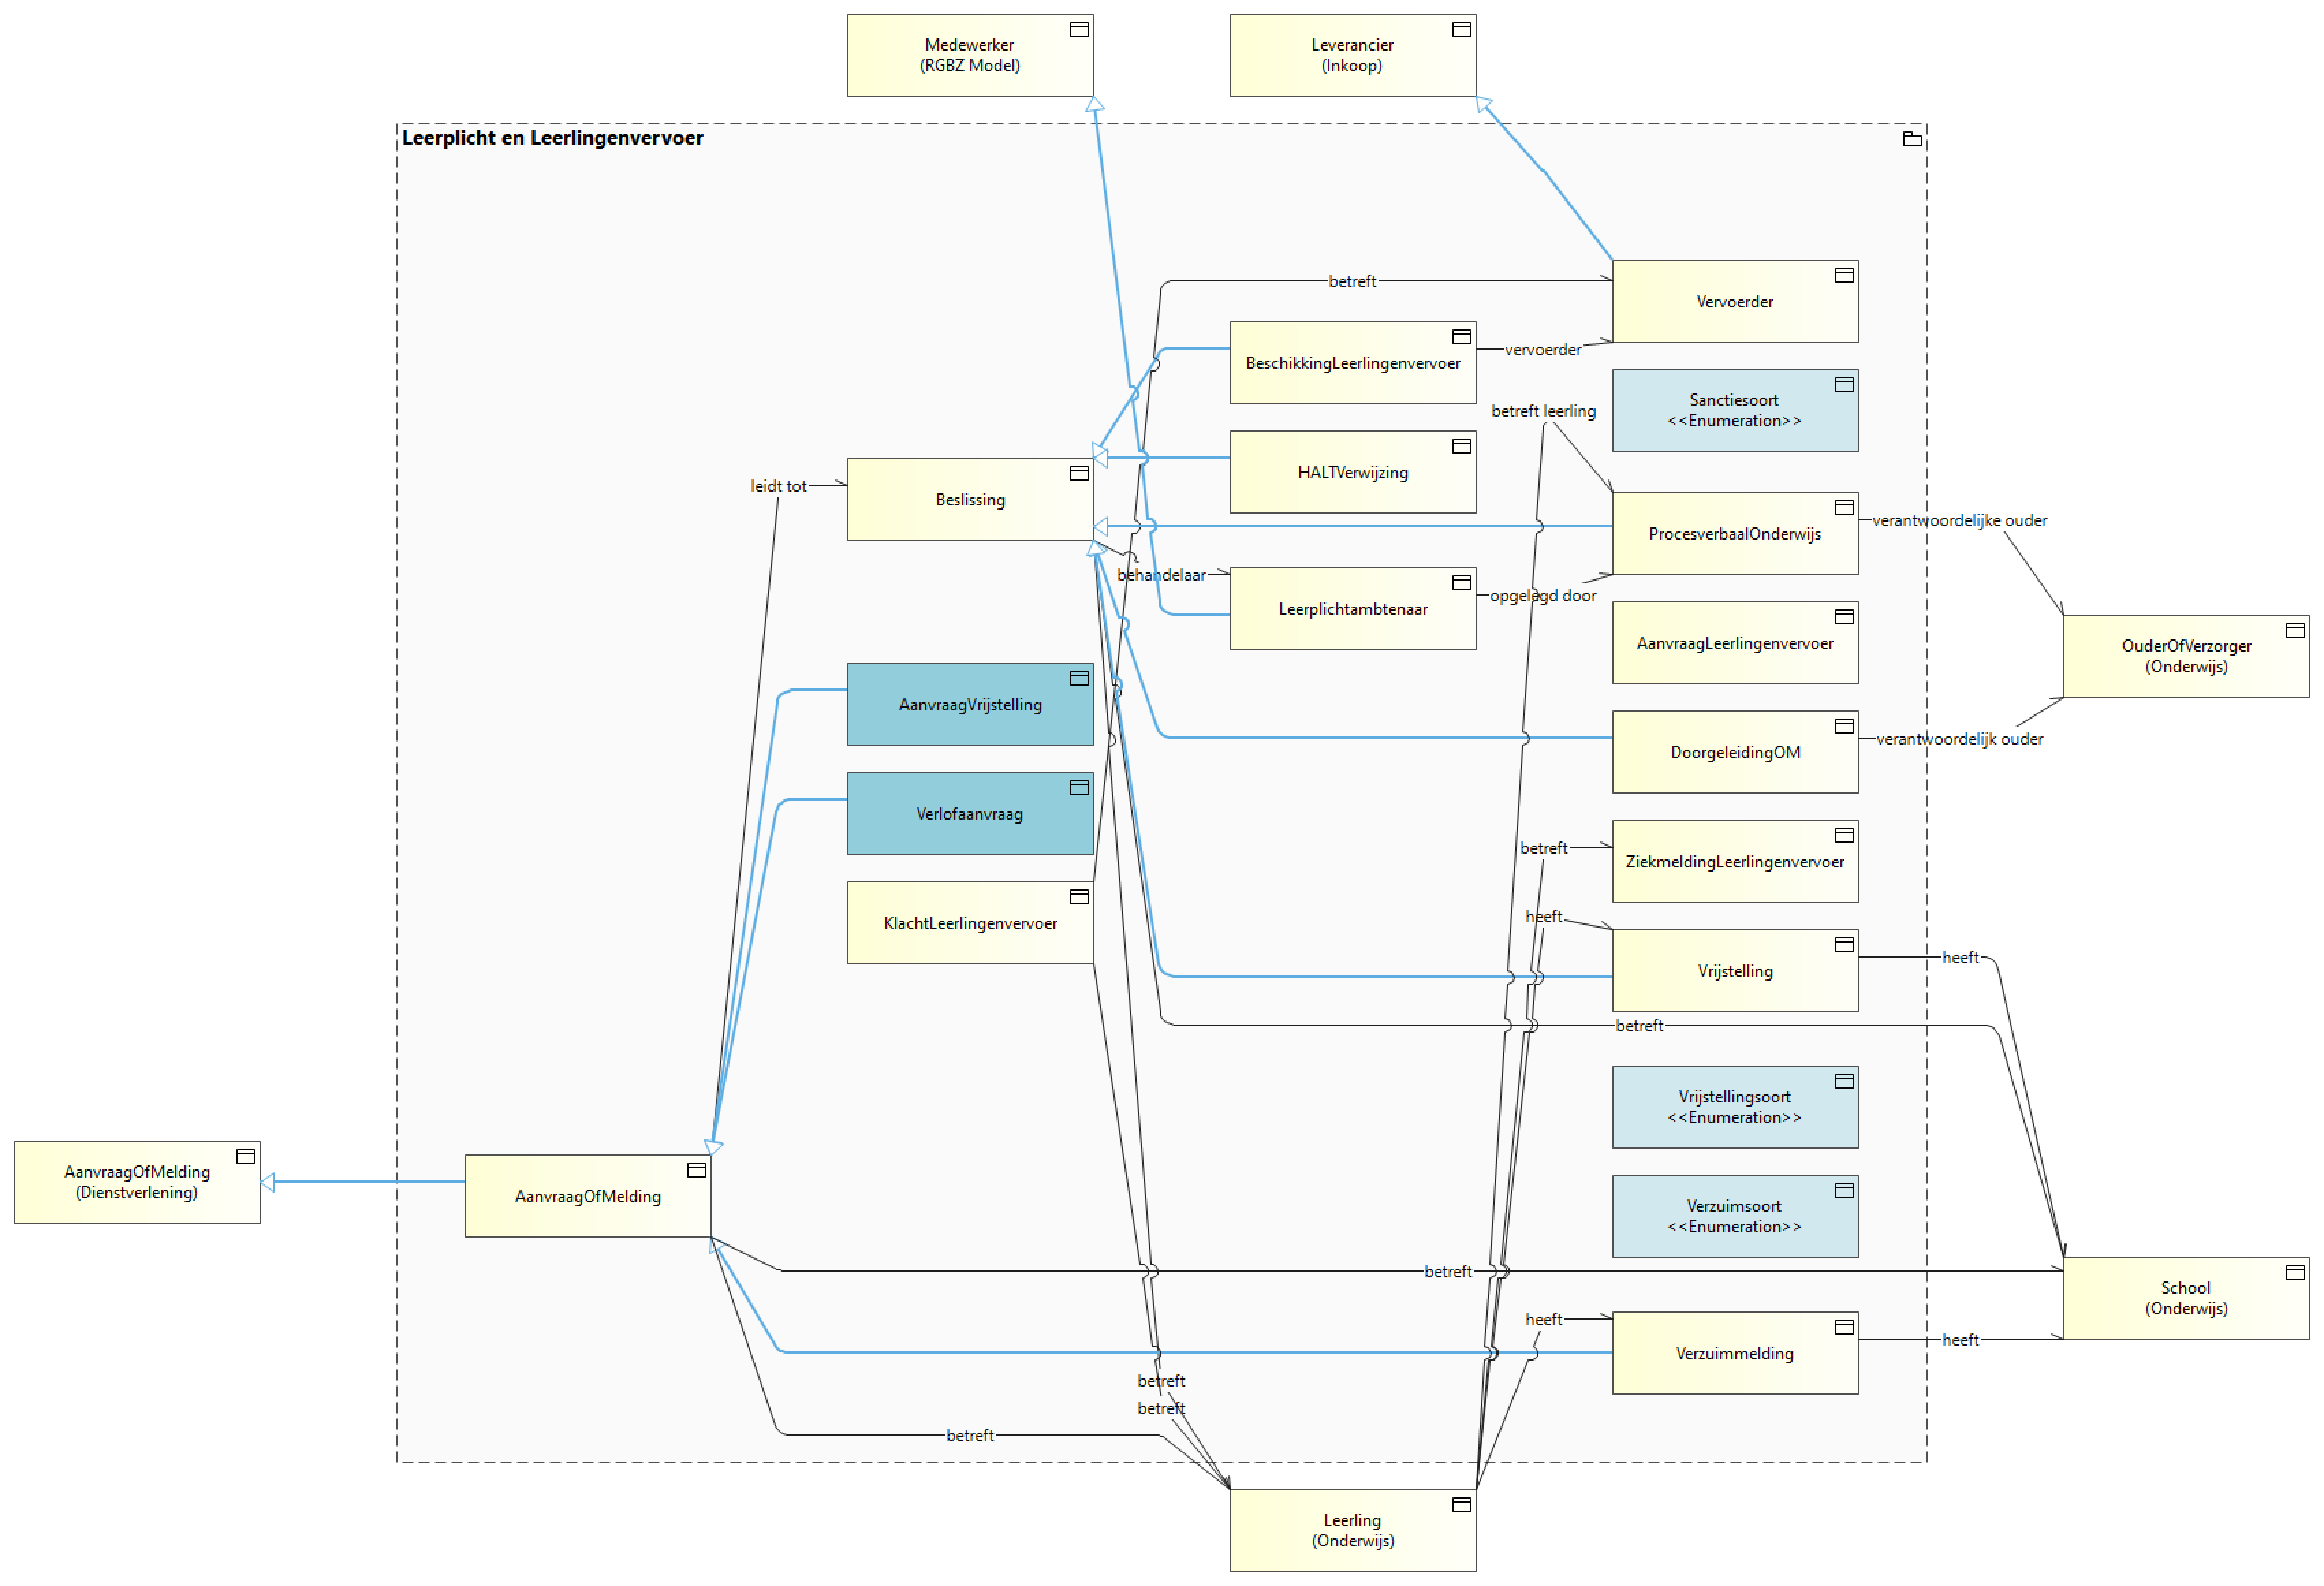 Medewerker
(RGBZ Model)
Leverancier
(Inkoop)
Leerplicht en Leerlingenvervoer
betreft
Vervoerder
vervoerder
BeschikkingLeerlingenvervoer
Sanctiesoort
<<Enumeration>>
betreft leerling
HALTVerwijzing
leidt tot
Beslissing
verantwoordelijke ouder
ProcesverbaalOnderwijs
behandelaar
opgelegd door
Leerplichtambtenaar
AanvraagLeerlingenvervoer
OuderOfVerzorger
(Onderwijs)
AanvraagVrijstelling
verantwoordelijk ouder
DoorgeleidingOM
Verlofaanvraag
betreft
ZiekmeldingLeerlingenvervoer
heeft
KlachtLeerlingenvervoer
heeft
Vrijstelling
betreft
Vrijstellingsoort
<<Enumeration>>
AanvraagOfMelding
(Dienstverlening)
AanvraagOfMelding
Verzuimsoort
<<Enumeration>>
betreft
School
(Onderwijs)
heeft
heeft
Verzuimmelding
betreft
betreft
betreft
Leerling
(Onderwijs)